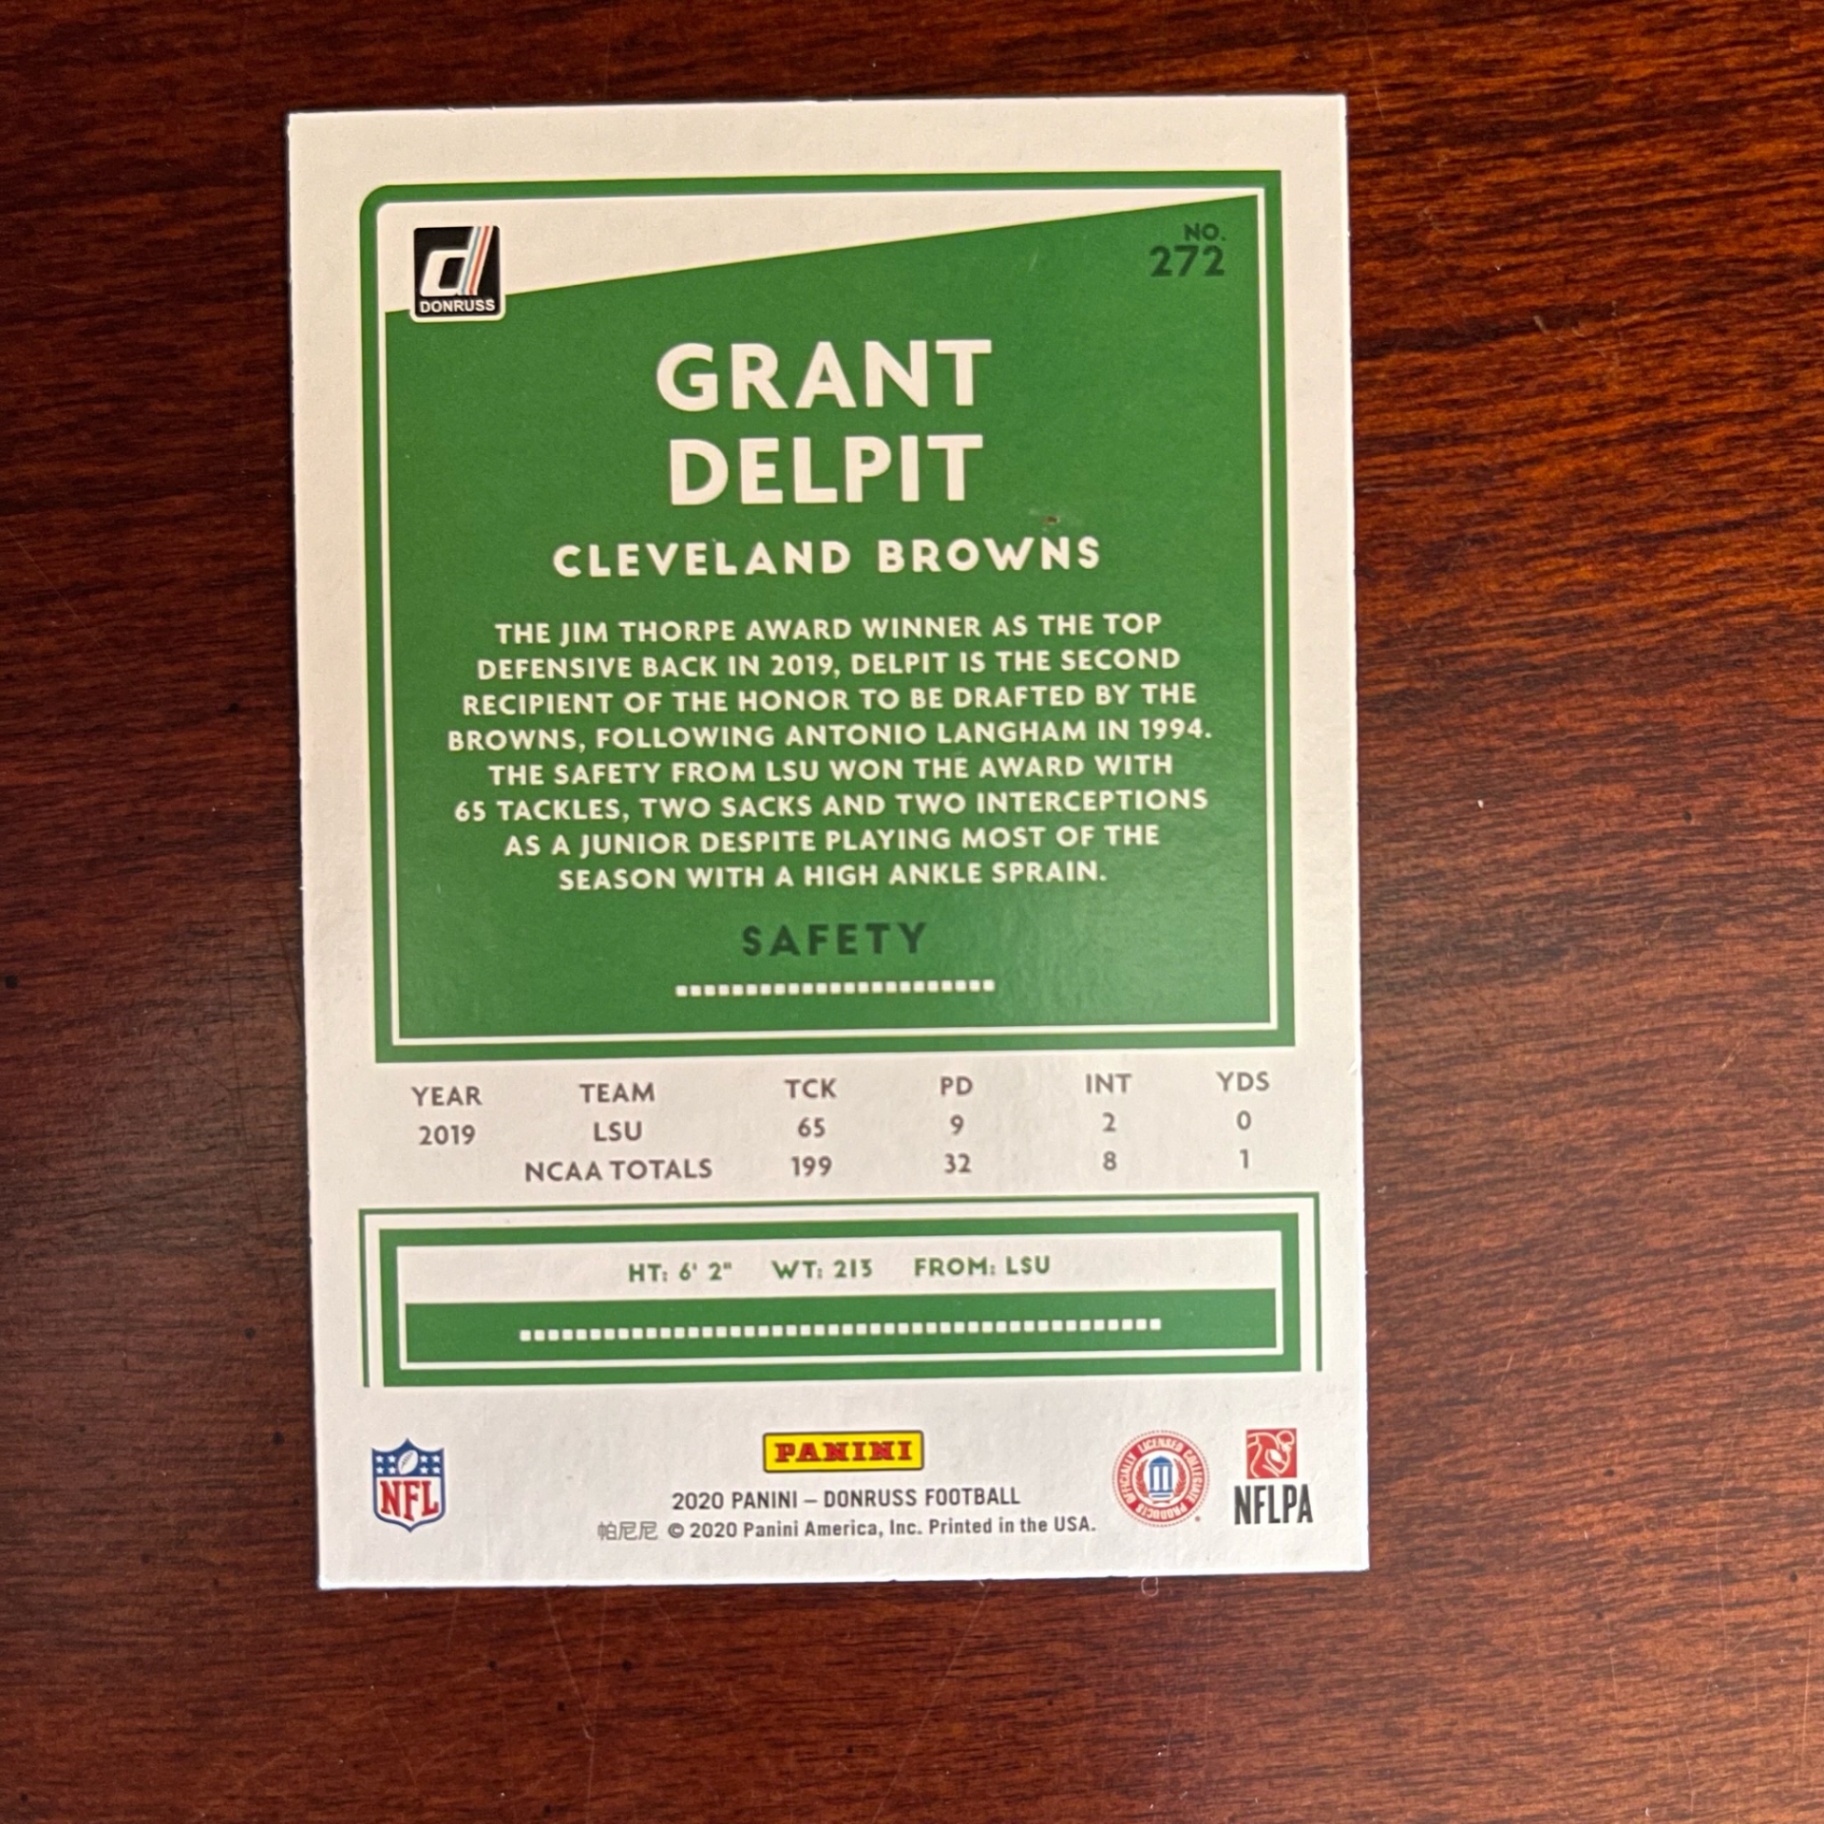 DONRUSS
NO.
272
GRANT
DELPIT
CLEVELAND BROWNS
THE JIM THORPE AWARD WINNER AS THE TOP
DEFENSIVE BACK IN 2019, DELPIT IS THE SECOND
RECIPIENT OF THE HONOR TO BE DRAFTED BY THE
BROWNS, FOLLOWING ANTONIO LANGHAM IN 1994.
THE SAFETY FROM LSU WON THE AWARD WITH
65 TACKLES, TWO SACKS AND TWO INTERCEPTIONS
AS A JUNIOR DESPITE PLAYING MOST OF THE
SEASON WITH A HIGH ANKLE SPRAIN.
SAFETY
YEAR TEAM TCK PD INT YDS
2019 LSU 65 9 2 0
NCAA TOTALS 199 32 8 1
HT: 6' 2" WT: 213 FROM: LSU
NFL
PANINI
2020 PANINI – DONRUSS FOOTBALL
帕尼尼 © 2020 Panini America, Inc. Printed in the USA.
OFFICIALLY LICENSED COLLEGIATE PRODUCTS
NFLPA